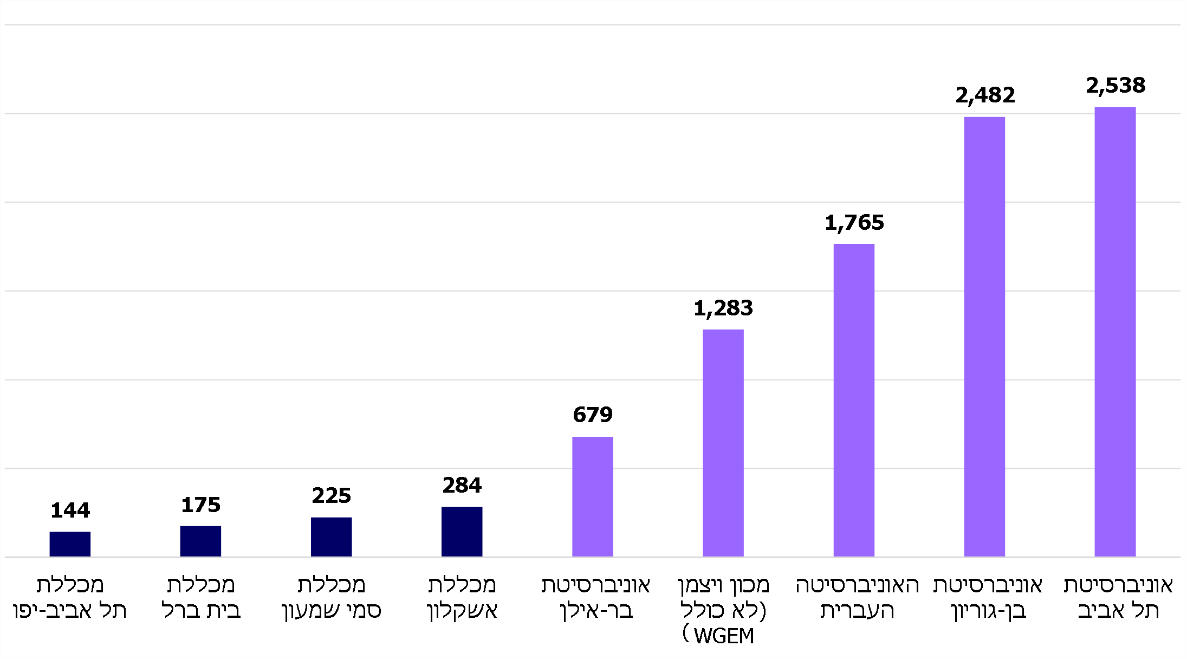 2,538
2,482
1,765
1,283
679
284
225
175
144
אוניברסיטת
תל אביב
אוניברסיטת
בן-גוריון
האוניברסיטה
העברית
מכון ויצמן
(לא כולל
WGEM)
אוניברסיטת
בר-אילן
מכללת
אשקלון
מכללת
סמי שמעון
מכללת
בית ברל
מכללת
תל אביב-יפו